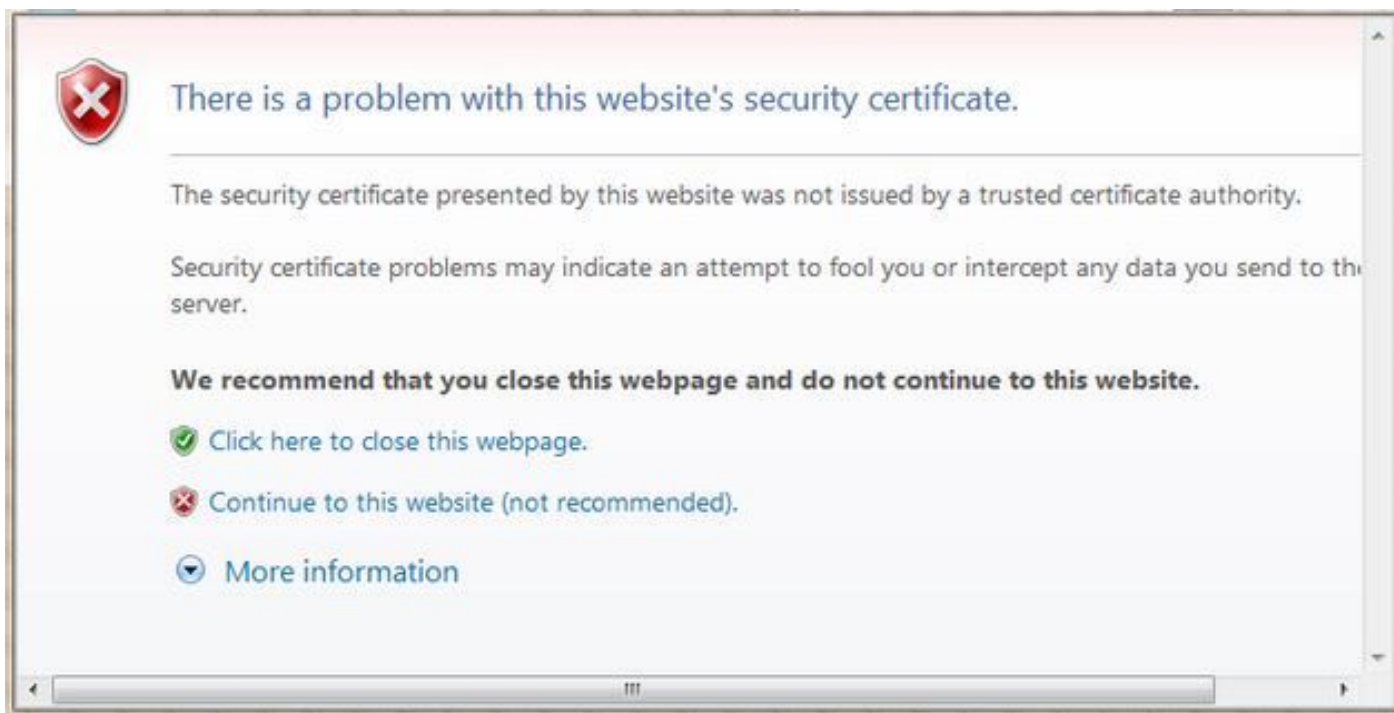 There is a problem with this website's security certificate.
The security certificate presented by this website was not issued by a trusted certificate authority.
Security certificate problems may indicate an attempt to fool you or intercept any data you send to
server.
We recommend that you close this webpage and do not continue to this website.
Click here to close this webpage.
Continue to this website (not recommended).
More information